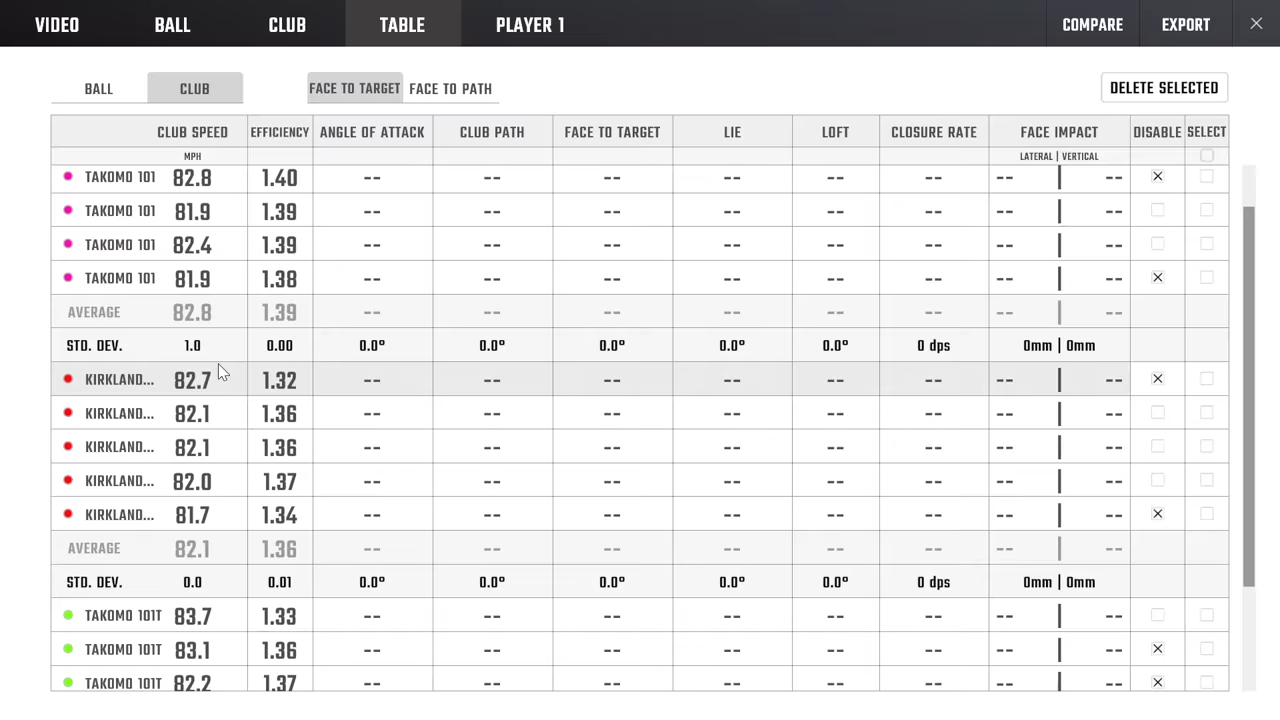 VIDEO BALL CLUB TABLE PLAYER 1 COMPARE EXPORT ×
BALL CLUB FACE TO TARGET FACE TO PATH DELETE SELECTED
CLUB SPEED EFFICIENCY ANGLE OF ATTACK CLUB PATH FACE TO TARGET LIE LOFT CLOSURE RATE FACE IMPACT DISABLE SELECT
MPH LATERAL | VERTICAL
TAKOMO 101 82.8 1.40 -- -- -- -- -- -- -- | --
TAKOMO 101 81.9 1.39 -- -- -- -- -- -- -- | --
TAKOMO 101 82.4 1.39 -- -- -- -- -- -- -- | --
TAKOMO 101 81.9 1.38 -- -- -- -- -- -- -- | --
AVERAGE 82.8 1.39 -- -- -- -- -- -- -- | --
STD. DEV. 1.0 0.00 0.0° 0.0° 0.0° 0.0° 0.0° 0 dps 0mm | 0mm
KIRKLAND... 82.7 1.32 -- -- -- -- -- -- -- | --
KIRKLAND... 82.1 1.36 -- -- -- -- -- -- -- | --
KIRKLAND... 82.1 1.36 -- -- -- -- -- -- -- | --
KIRKLAND... 82.0 1.37 -- -- -- -- -- -- -- | --
KIRKLAND... 81.7 1.34 -- -- -- -- -- -- -- | --
AVERAGE 82.1 1.36 -- -- -- -- -- -- -- | --
STD. DEV. 0.0 0.01 0.0° 0.0° 0.0° 0.0° 0.0° 0 dps 0mm | 0mm
TAKOMO 101T 83.7 1.33 -- -- -- -- -- -- -- | --
TAKOMO 101T 83.1 1.36 -- -- -- -- -- -- -- | --
TAKOMO 101T 82.2 1.37 -- -- -- -- -- -- -- | --